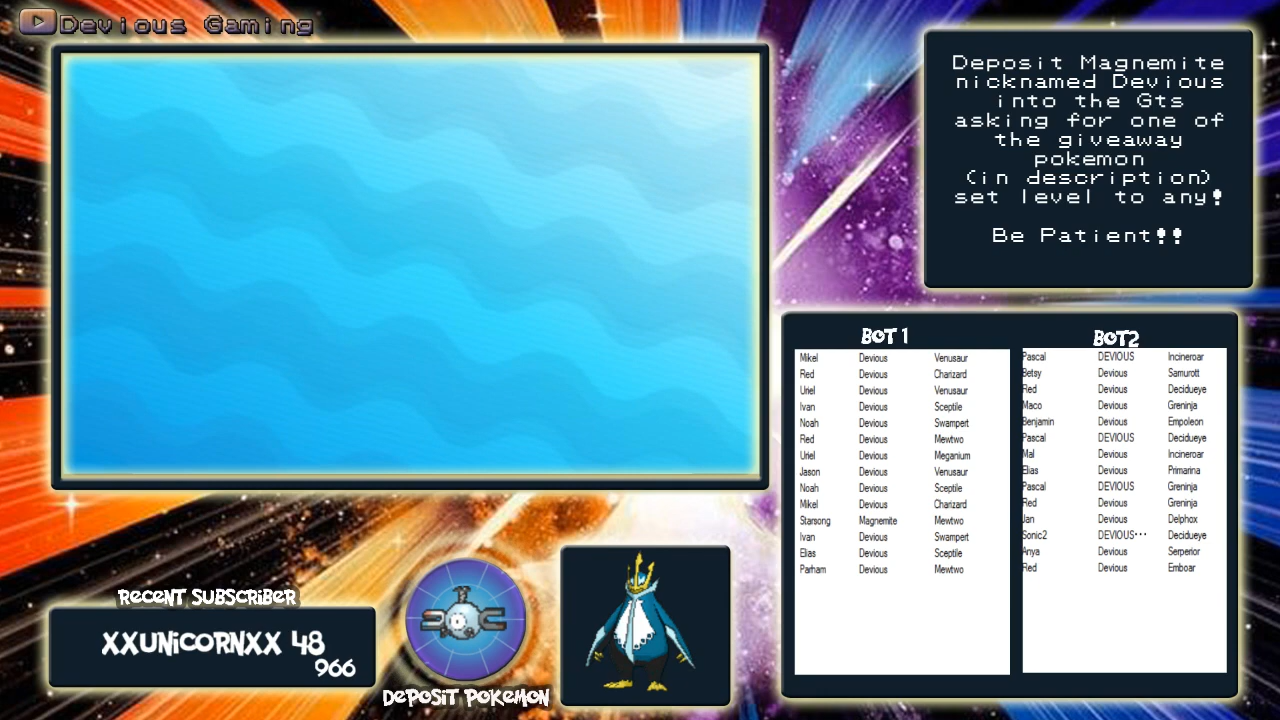 Devious Gaming
Deposit Magnemite
nicknamed Devious
into the Gts
asking for one of
the giveaway
pokemon
(in description)
set level to any!
Be Patient!!
BOT 1
Mikel Devious Venusaur
Red Devious Charizard
Uriel Devious Venusaur
Ivan Devious Sceptile
Noah Devious Swampert
Red Devious Mewtwo
Uriel Devious Meganium
Jason Devious Venusaur
Noah Devious Sceptile
Mikel Devious Charizard
Starsong Magnemite Mewtwo
Ivan Devious Swampert
Elias Devious Sceptile
Parham Devious Mewtwo
BOT2
Pascal DEVIOUS Incineroar
Betsy Devious Samurott
Red Devious Decidueye
Maco Devious Greninja
Benjamin Devious Empoleon
Pascal DEVIOUS Decidueye
Mal Devious Incineroar
Elias Devious Primarina
Pascal DEVIOUS Greninja
Red Devious Greninja
Jan Devious Delphox
Sonic2 DEVIOUS··· Decidueye
Anya Devious Serperior
Red Devious Emboar
RECENT SUBSCRIBER
XXUNICORNXX 48
966
DEPOSIT POKEMON